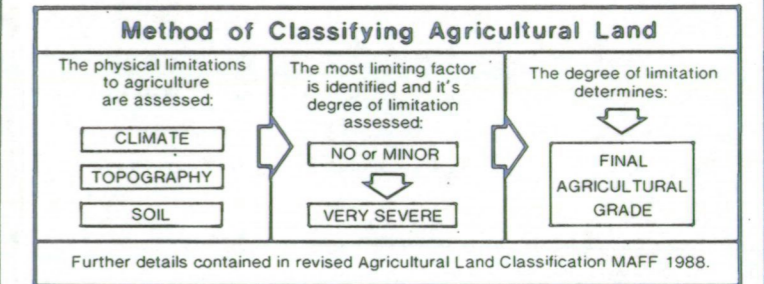 Method of Classifying Agricultural Land
The physical limitations
to agriculture
are assessed:
CLIMATE
TOPOGRAPHY
SOIL
The most limiting factor
is identified and it's
degree of limitation
assessed:
NO or MINOR
VERY SEVERE
The degree of limitation
determines:
FINAL
AGRICULTURAL
GRADE
Further details contained in revised Agricultural Land Classification MAFF 1988.